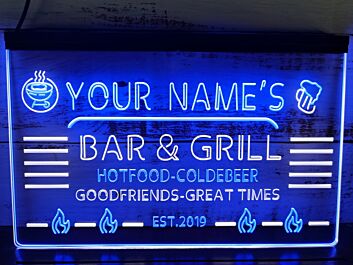 YOUR NAME'S
BAR & GRILL
HOTFOOD-COLDEBEER
GOODFRIENDS-GREAT TIMES
EST.2019